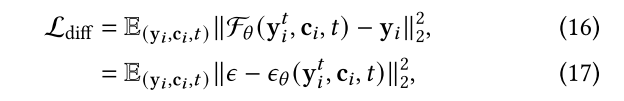 ℒ_diff = 𝔼_(𝐲_i,𝐜_i,t) ‖ℱ_θ(𝐲_i^t, 𝐜_i, t) − 𝐲_i‖_2^2, (16)
= 𝔼_(𝐲_i,𝐜_i,t) ‖ϵ − ϵ_θ(𝐲_i^t, 𝐜_i, t)‖_2^2, (17)